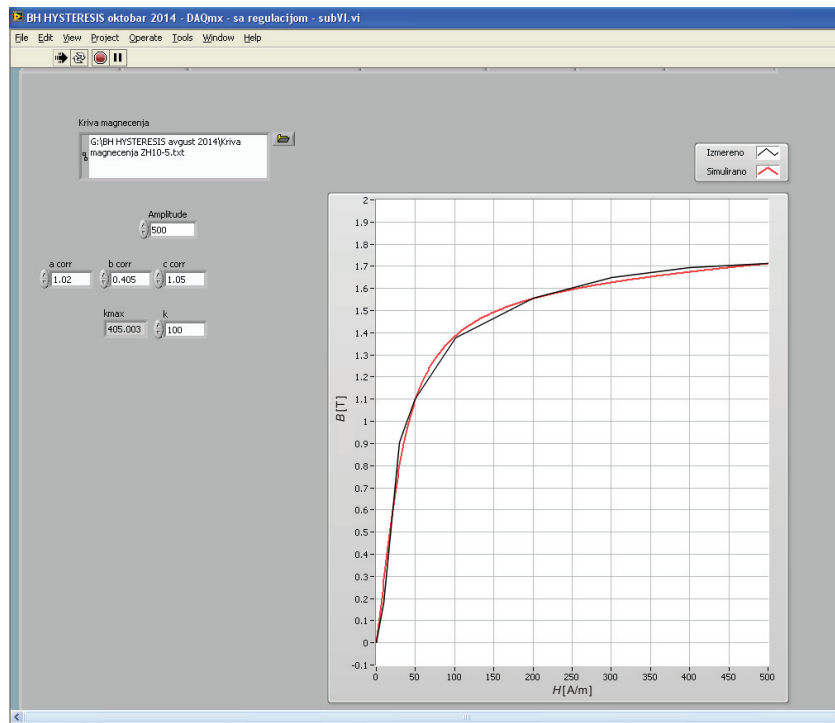 BH HYSTERESIS oktobar 2014 - DAQmx - sa regulacijom - subVI.vi
File Edit View Project Operate Tools Window Help
Kriva magnecenja
G:\BH HYSTERESIS avgust 2014\Kriva
magnecenja ZH10-5.txt
Izmereno
Simulirano
Amplitude
500
a corr b corr c corr
1.02 0.405 1.05
kmax k
405.003 100
2
1.9
1.8
1.7
1.6
1.5
1.4
1.3
1.2
1.1
1
0.9
0.8
0.7
0.6
0.5
0.4
0.3
0.2
0.1
0
-0.1
B[T]
0 50 100 150 200 250 300 350 400 450 500
H[A/m]